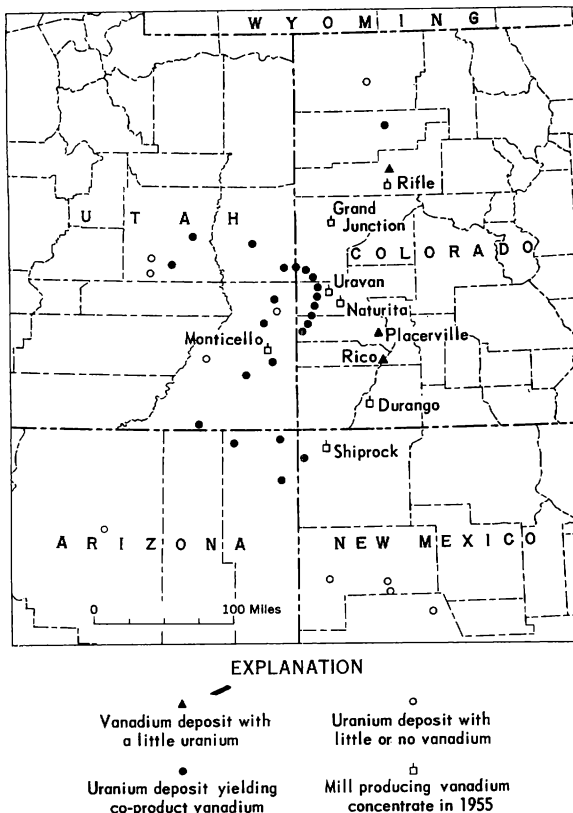 WYOMING
Rifle
Grand
Junction
UTAH
COLORADO
Uravan
Naturita
Placerville
Monticello
Rico
Durango
Shiprock
ARIZONA
NEW MEXICO
0 100 Miles
EXPLANATION
Vanadium deposit with
a little uranium
Uranium deposit with
little or no vanadium
Uranium deposit yielding
co-product vanadium
Mill producing vanadium
concentrate in 1955